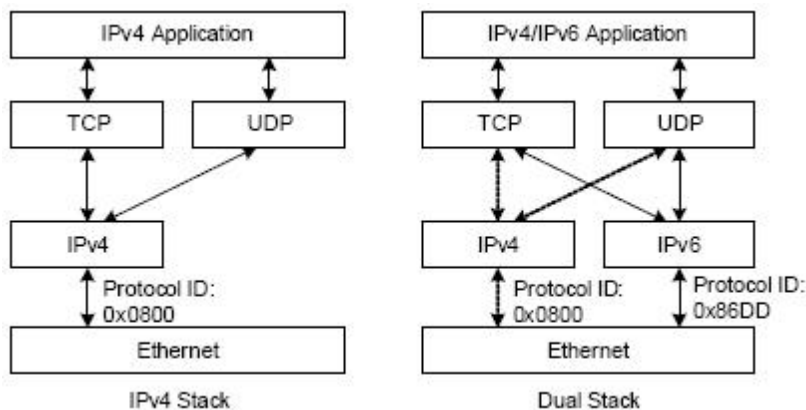 IPv4 Application
TCP
UDP
IPv4
Protocol ID:
0x0800
Ethernet
IPv4 Stack
IPv4/IPv6 Application
TCP
UDP
IPv4
IPv6
Protocol ID:
0x0800
Protocol ID:
0x86DD
Ethernet
Dual Stack